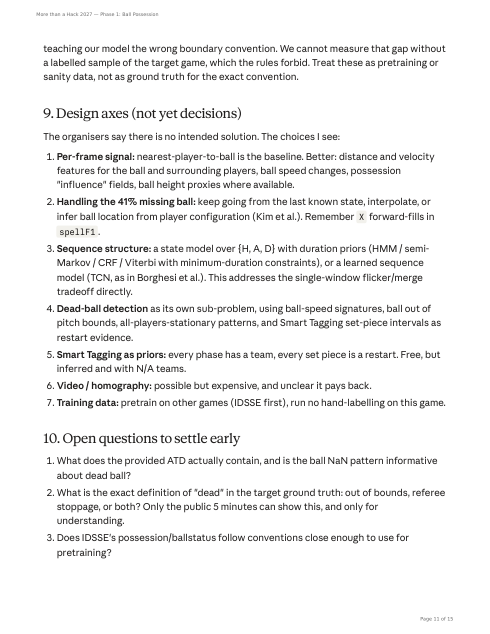 More than a Hack 2027 — Phase 1: Ball Possession
teaching our model the wrong boundary convention. We cannot measure that gap without
a labelled sample of the target game, which the rules forbid. Treat these as pretraining or
sanity data, not as ground truth for the exact convention.
9. Design axes (not yet decisions)
The organisers say there is no intended solution. The choices I see:
1. Per-frame signal: nearest-player-to-ball is the baseline. Better: distance and velocity
features for the ball and surrounding players, ball speed changes, possession
"influence" fields, ball height proxies where available.
2. Handling the 41% missing ball: keep going from the last known state, interpolate, or
infer ball location from player configuration (Kim et al.). Remember X forward-fills in
spellF1 .
3. Sequence structure: a state model over {H, A, D} with duration priors (HMM / semi-
Markov / CRF / Viterbi with minimum-duration constraints), or a learned sequence
model (TCN, as in Borghesi et al.). This addresses the single-window flicker/merge
tradeoff directly.
4. Dead-ball detection as its own sub-problem, using ball-speed signatures, ball out of
pitch bounds, all-players-stationary patterns, and Smart Tagging set-piece intervals as
restart evidence.
5. Smart Tagging as priors: every phase has a team, every set piece is a restart. Free, but
inferred and with N/A teams.
6. Video / homography: possible but expensive, and unclear it pays back.
7. Training data: pretrain on other games (IDSSE first), run no hand-labelling on this game.
10. Open questions to settle early
1. What does the provided ATD actually contain, and is the ball NaN pattern informative
about dead ball?
2. What is the exact definition of "dead" in the target ground truth: out of bounds, referee
stoppage, or both? Only the public 5 minutes can show this, and only for
understanding.
3. Does IDSSE's possession/ballstatus follow conventions close enough to use for
pretraining?
Page 11 of 15